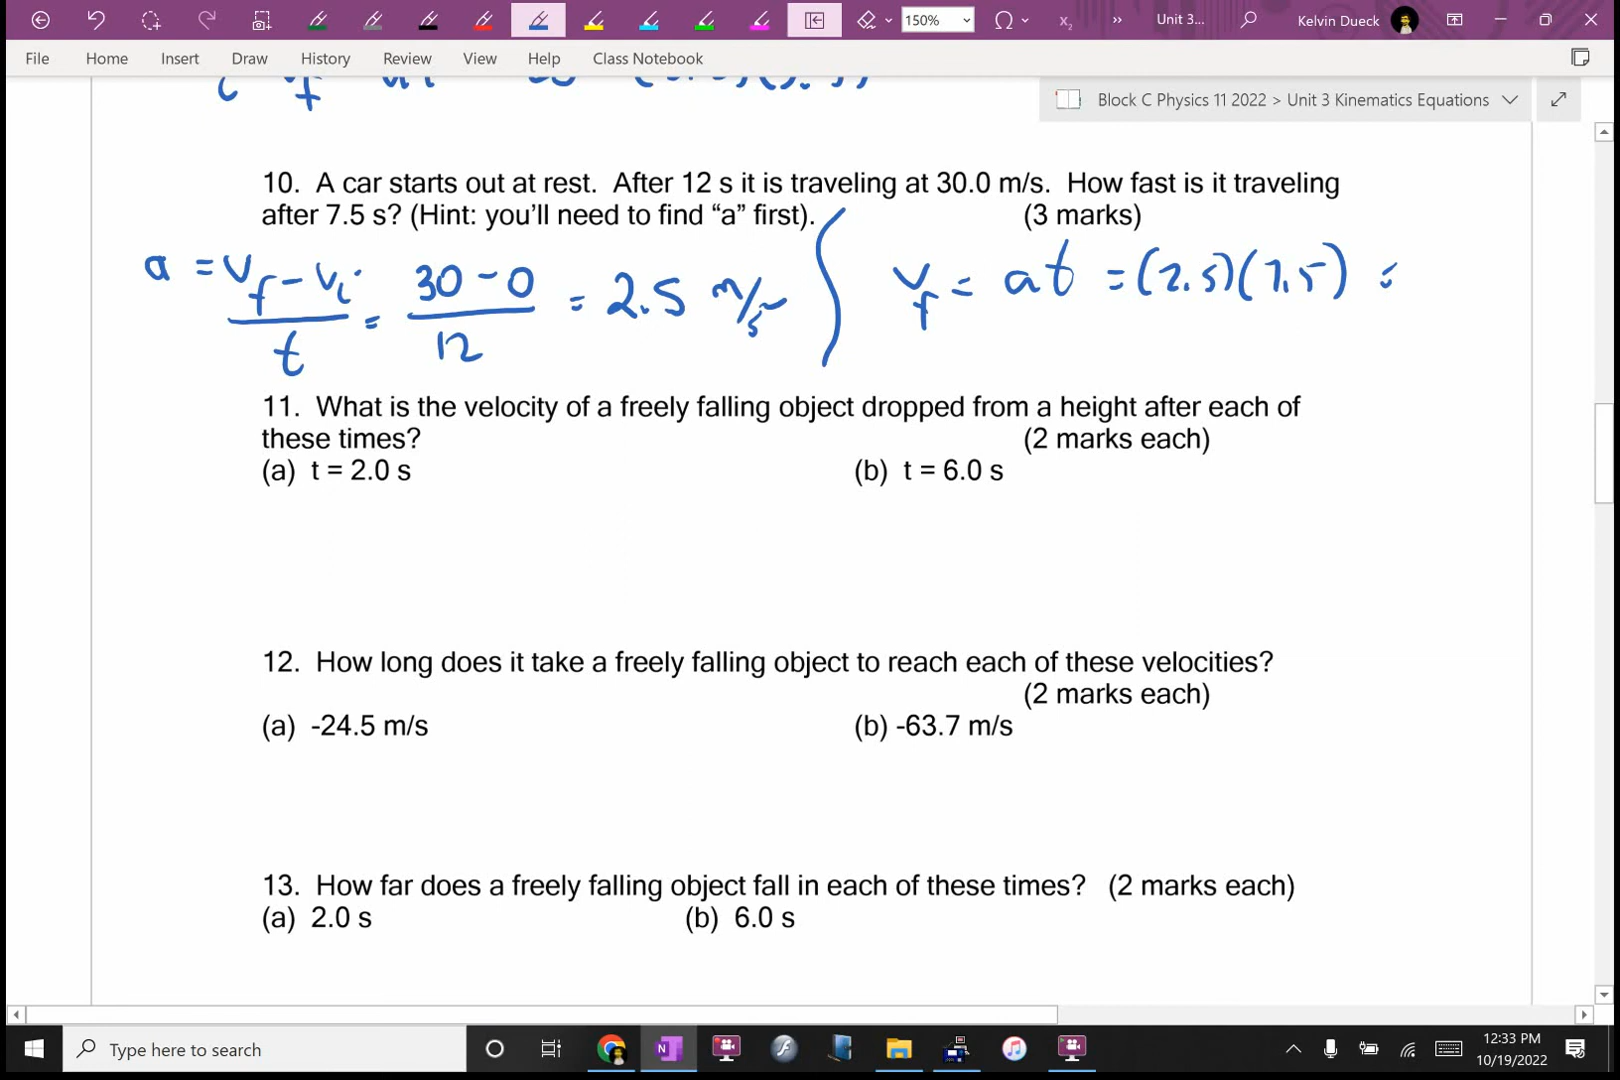 150%
Unit 3...
Kelvin Dueck
File Home Insert Draw History Review View Help Class Notebook
Block C Physics 11 2022 > Unit 3 Kinematics Equations
10. A car starts out at rest. After 12 s it is traveling at 30.0 m/s. How fast is it traveling
after 7.5 s? (Hint: you'll need to find “a” first). (3 marks)
a = vf - vi / t = 30 - 0 / 12 = 2.5 m/s² vf = at = (2.5)(7.5) =
11. What is the velocity of a freely falling object dropped from a height after each of
these times? (2 marks each)
(a) t = 2.0 s (b) t = 6.0 s
12. How long does it take a freely falling object to reach each of these velocities?
(2 marks each)
(a) -24.5 m/s (b) -63.7 m/s
13. How far does a freely falling object fall in each of these times? (2 marks each)
(a) 2.0 s (b) 6.0 s
Type here to search
12:33 PM
10/19/2022